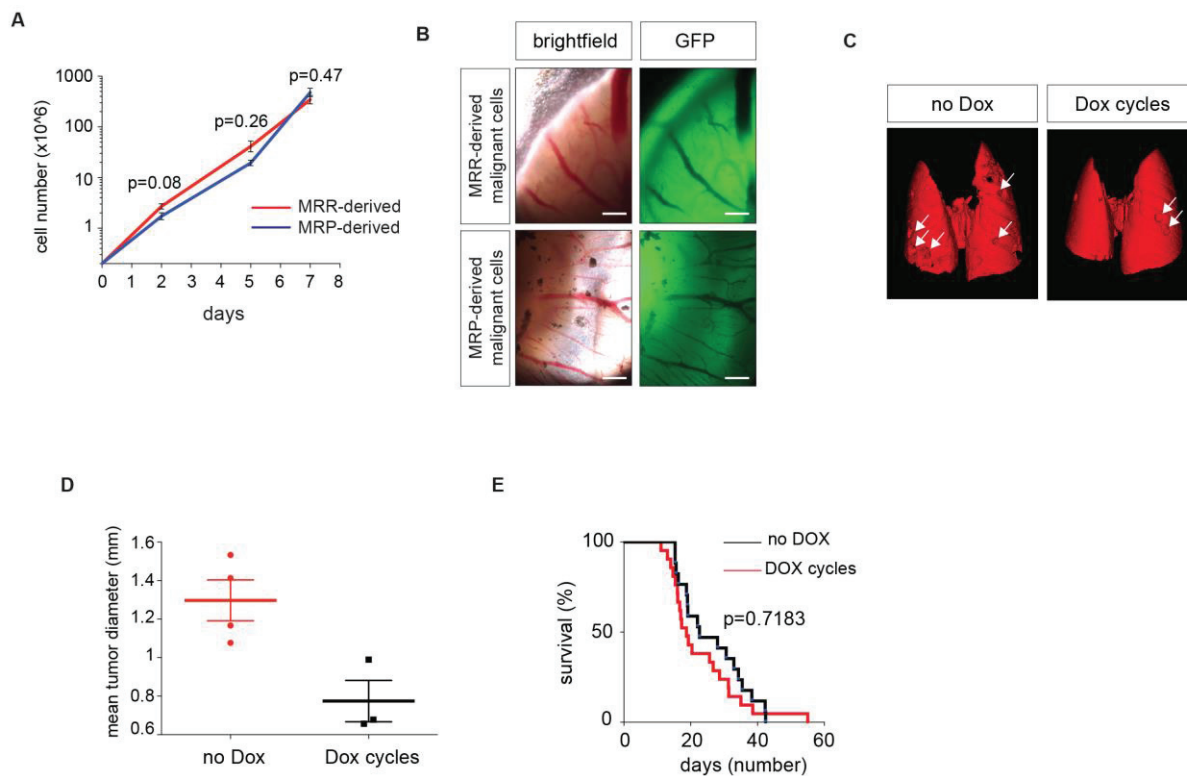 A
1000
100
10
1
cell number (x10^6)
p=0.08
p=0.26
p=0.47
MRR-derived
MRP-derived
0 1 2 3 4 5 6 7 8
days
B
brightfield
GFP
MRR-derived
malignant cells
MRP-derived
malignant cells
C
no Dox
Dox cycles
D
1.6
1.4
1.2
1
0.8
0.6
mean tumor diameter (mm)
no Dox
Dox cycles
E
100
50
0
survival (%)
no DOX
DOX cycles
p=0.7183
0 20 40 60
days (number)